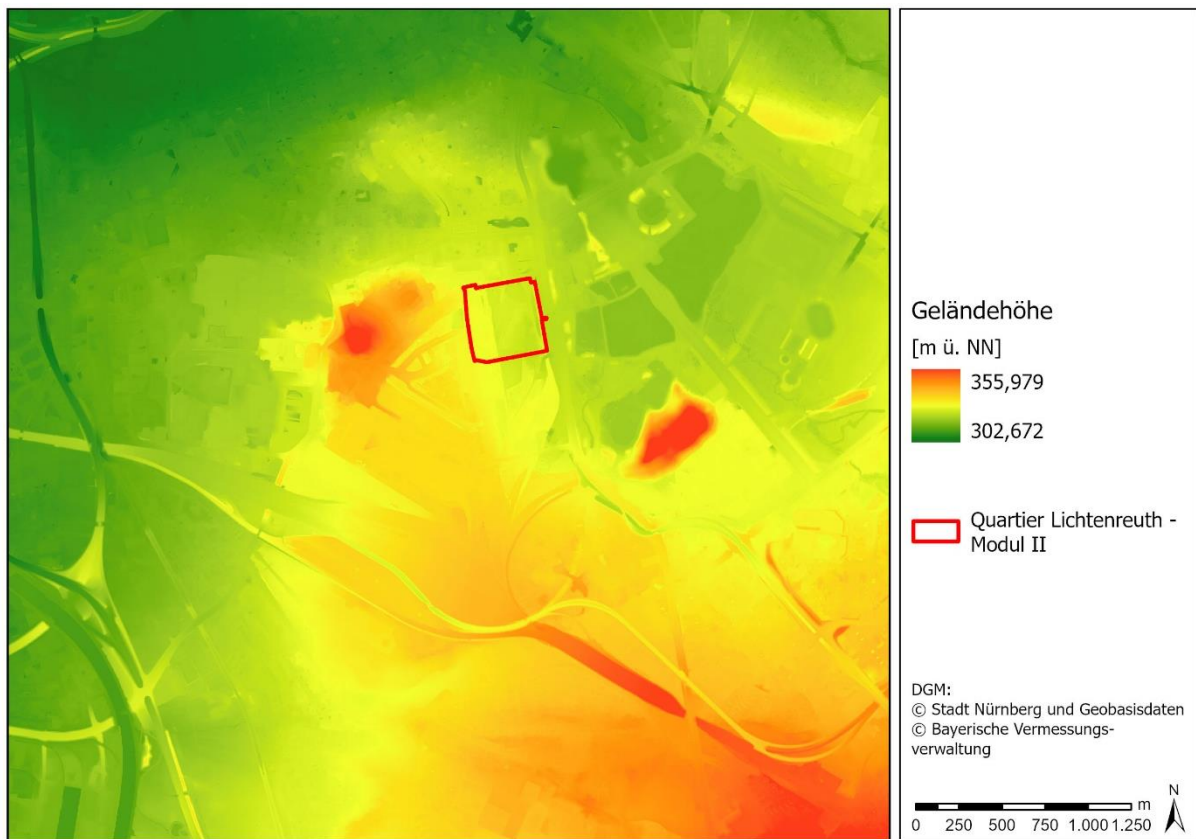 Geländehöhe
[m ü. NN]
355,979
302,672
Quartier Lichtenreuth -
Modul II
DGM:
© Stadt Nürnberg und Geobasisdaten
© Bayerische Vermessungs-
verwaltung
N
m
0 250 500 750 1.000 1.250